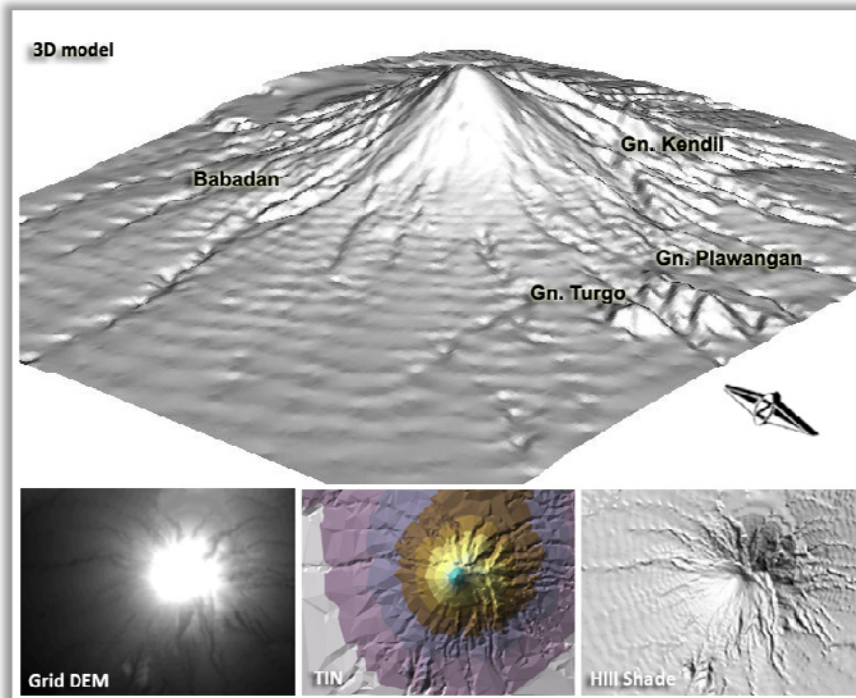 3D model
Gn. Kendil
Babadan
Gn. Plawangan
Gn. Turgo
Grid DEM
TIN
Hill Shade